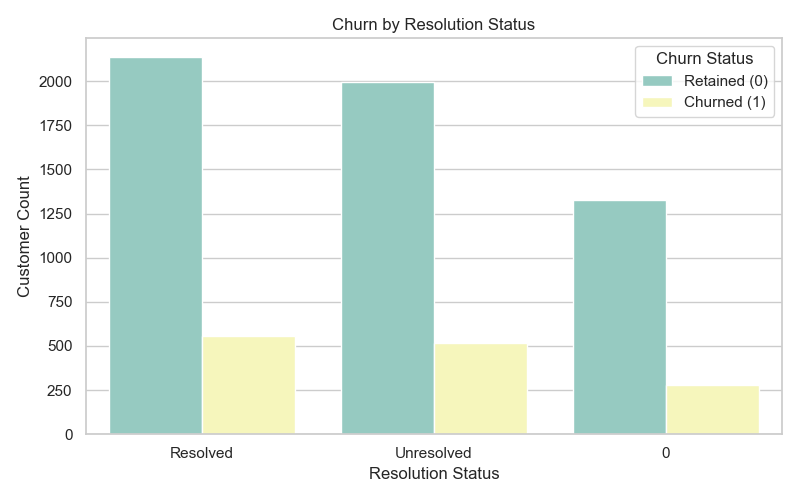 Churn by Resolution Status
Churn Status
Retained (0)
Churned (1)
Customer Count
2000
1750
1500
1250
1000
750
500
250
0
Resolved
Unresolved
0
Resolution Status